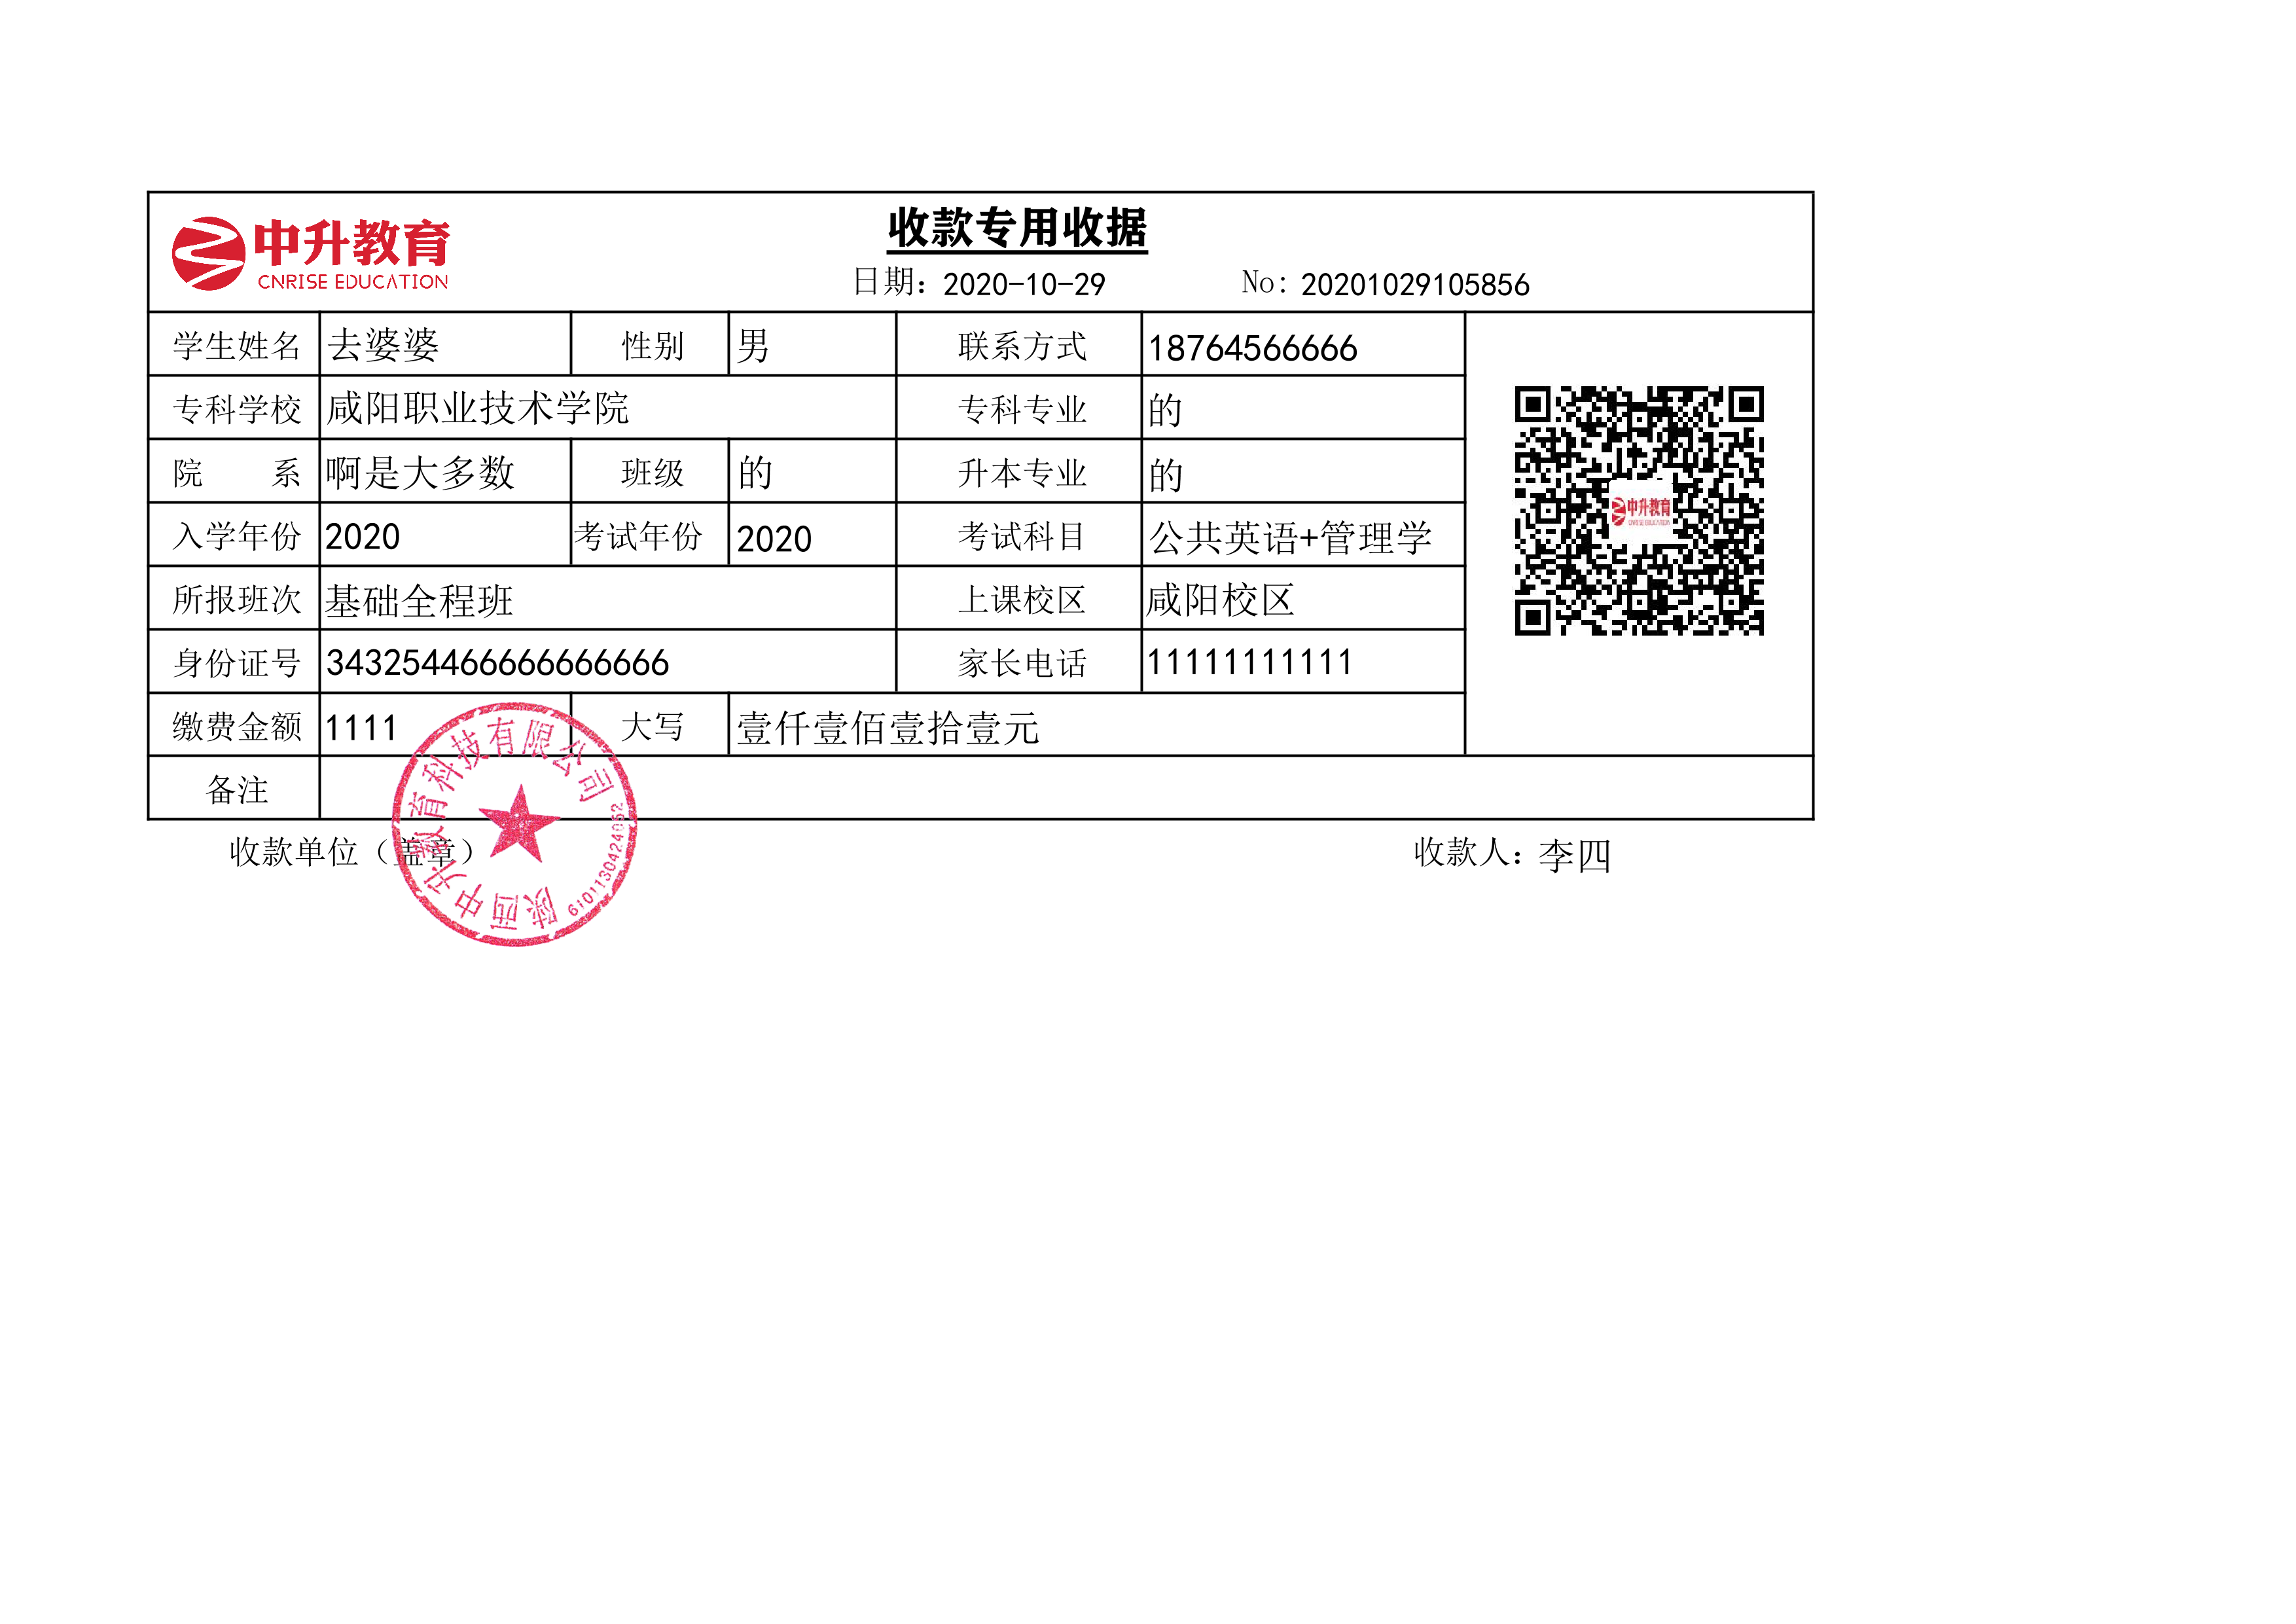 中升教育
CNRISE EDUCATION
收款专用收据
日期：2020-10-29 No：20201029105856
学生姓名 去婆婆 性别 男 联系方式 18764566666
专科学校 咸阳职业技术学院 专科专业 的
院 系 啊是大多数 班级 的 升本专业 的
入学年份 2020 考试年份 2020 考试科目 公共英语+管理学
所报班次 基础全程班 上课校区 咸阳校区
身份证号 343254466666666666 家长电话 11111111111
缴费金额 1111 大写 壹仟壹佰壹拾壹元
备注
收款单位（盖章） 收款人：李四
陕西中升教育科技有限公司
中升教育
CNRISE EDUCATION